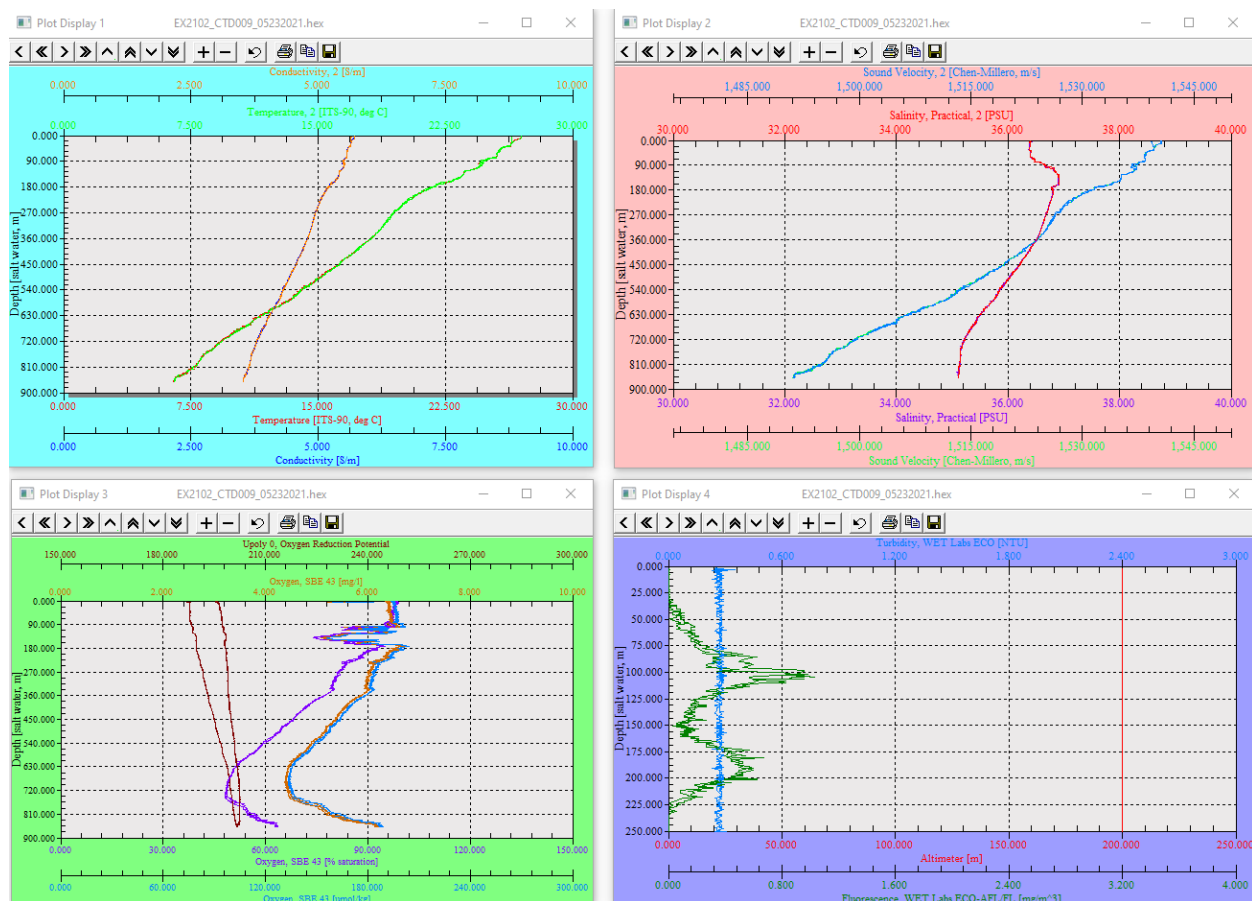 Plot Display 1 EX2102_CTD009_05232021.hex
Conductivity, 2 [S/m]
0.000 2.500 5.000 7.500 10.000
Temperature, 2 [ITS-90, deg C]
0.000 7.500 15.000 22.500 30.000
0.000
90.000
180.000
270.000
360.000
450.000
540.000
630.000
720.000
810.000
900.000
Depth [salt water, m]
0.000 7.500 15.000 22.500 30.000
Temperature [ITS-90, deg C]
0.000 2.500 5.000 7.500 10.000
Conductivity [S/m]
Plot Display 2 EX2102_CTD009_05232021.hex
Sound Velocity, 2 [Chen-Millero, m/s]
1,485.000 1,500.000 1,515.000 1,530.000 1,545.000
Salinity, Practical, 2 [PSU]
30.000 32.000 34.000 36.000 38.000 40.000
0.000
90.000
180.000
270.000
360.000
450.000
540.000
630.000
720.000
810.000
900.000
Depth [salt water, m]
30.000 32.000 34.000 36.000 38.000 40.000
Salinity, Practical [PSU]
1,485.000 1,500.000 1,515.000 1,530.000 1,545.000
Sound Velocity [Chen-Millero, m/s]
Plot Display 3 EX2102_CTD009_05232021.hex
Upoly 0, Oxygen Reduction Potential
150.000 180.000 210.000 240.000 270.000 300.000
Oxygen, SBE 43 [mg/l]
0.000 2.000 4.000 6.000 8.000 10.000
0.000
90.000
180.000
270.000
360.000
450.000
540.000
630.000
720.000
810.000
900.000
Depth [salt water, m]
0.000 30.000 60.000 90.000 120.000 150.000
Oxygen, SBE 43 [% saturation]
0.000 60.000 120.000 180.000 240.000 300.000
Oxygen, SBE 43 [umol/kg]
Plot Display 4 EX2102_CTD009_05232021.hex
0.000 0.600 1.200 1.800 2.400 3.000
Turbidity, WET Labs ECO [NTU]
0.000
25.000
50.000
75.000
100.000
125.000
150.000
175.000
200.000
225.000
250.000
Depth [salt water, m]
0.000 50.000 100.000 150.000 200.000 250.000
Altimeter [m]
0.000 0.800 1.600 2.400 3.200 4.000
Fluorescence, WET Labs ECO-AFL/FL [mg/m^3]